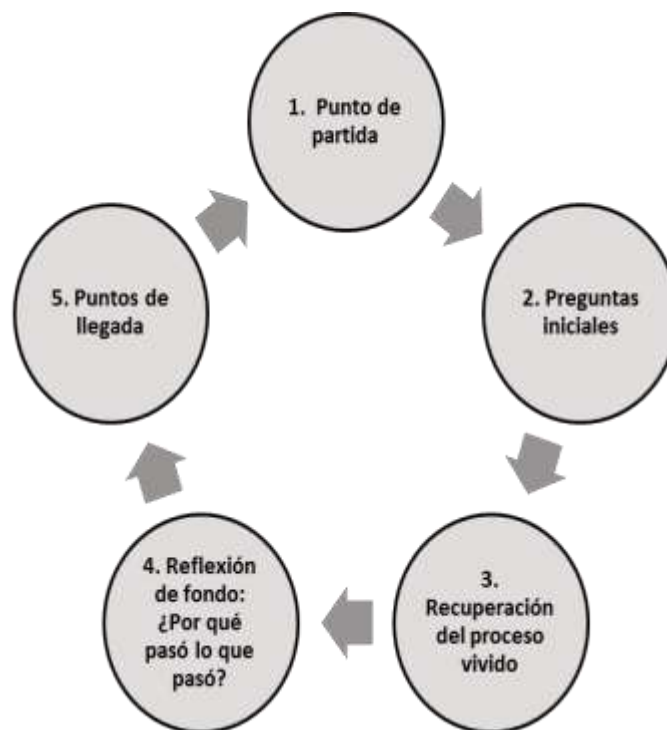 1. Punto de
partida
2. Preguntas
iniciales
3.
Recuperación
del proceso
vivido
4. Reflexión
de fondo:
¿Por qué
pasó lo que
pasó?
5. Puntos de
llegada